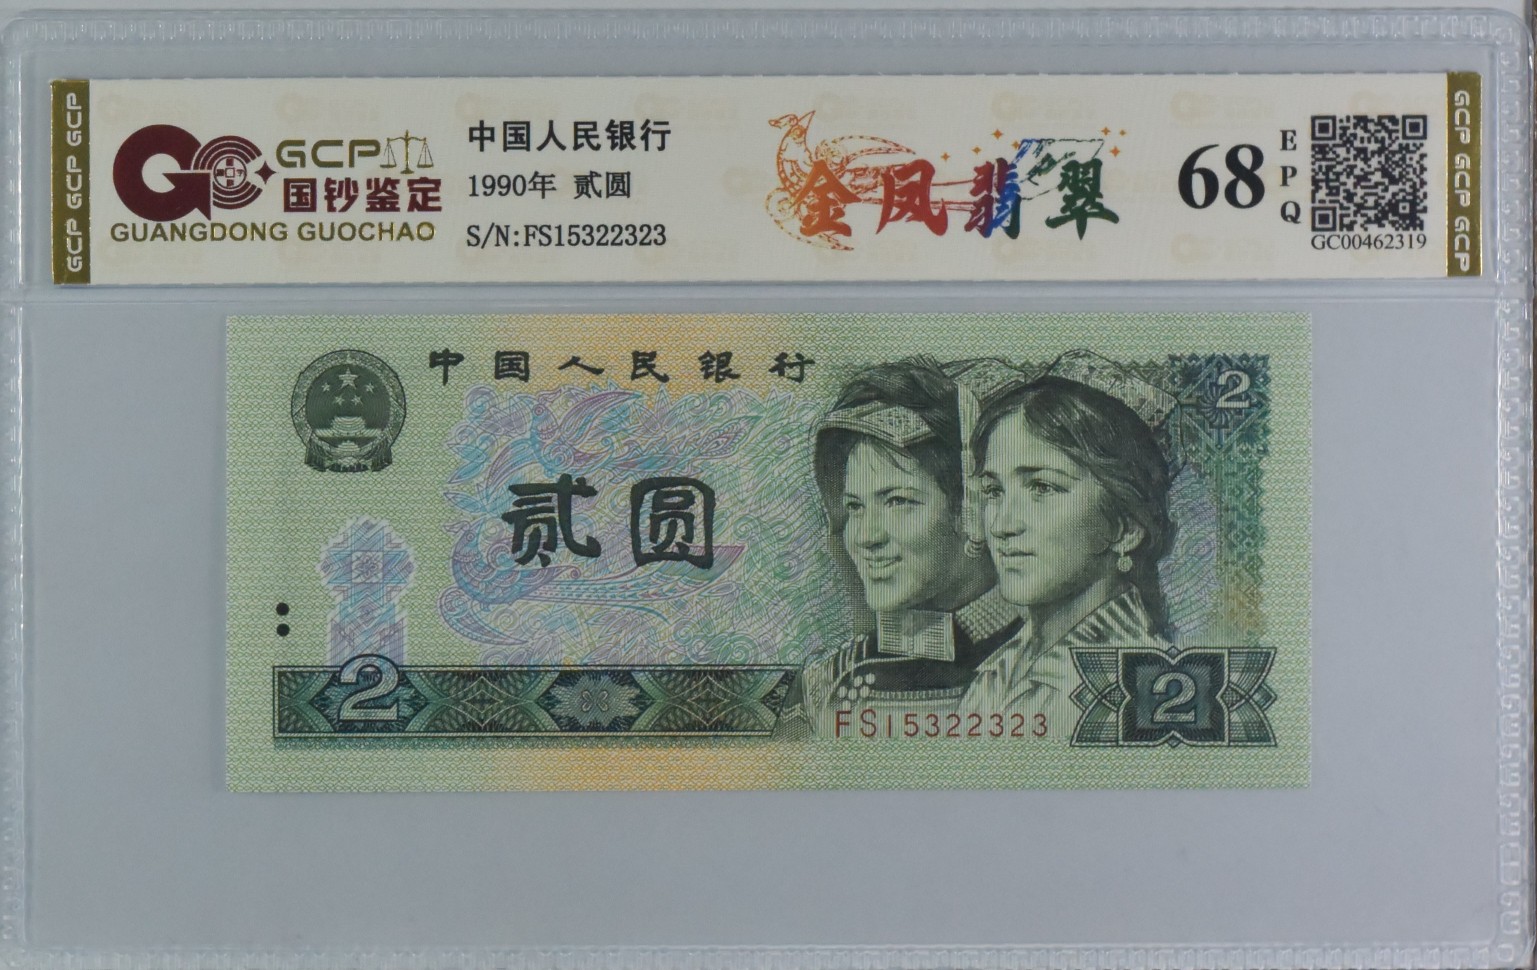 GCP GCP GCP
GCP
国钞鉴定
GUANGDONG GUOCHAO
中国人民银行
1990年 贰圆
S/N:FS15322323
金凤翡翠
68
EPQ
GC00462319
GCP GCP GCP
中国人民银行
2
贰圆
2
FS15322323
2